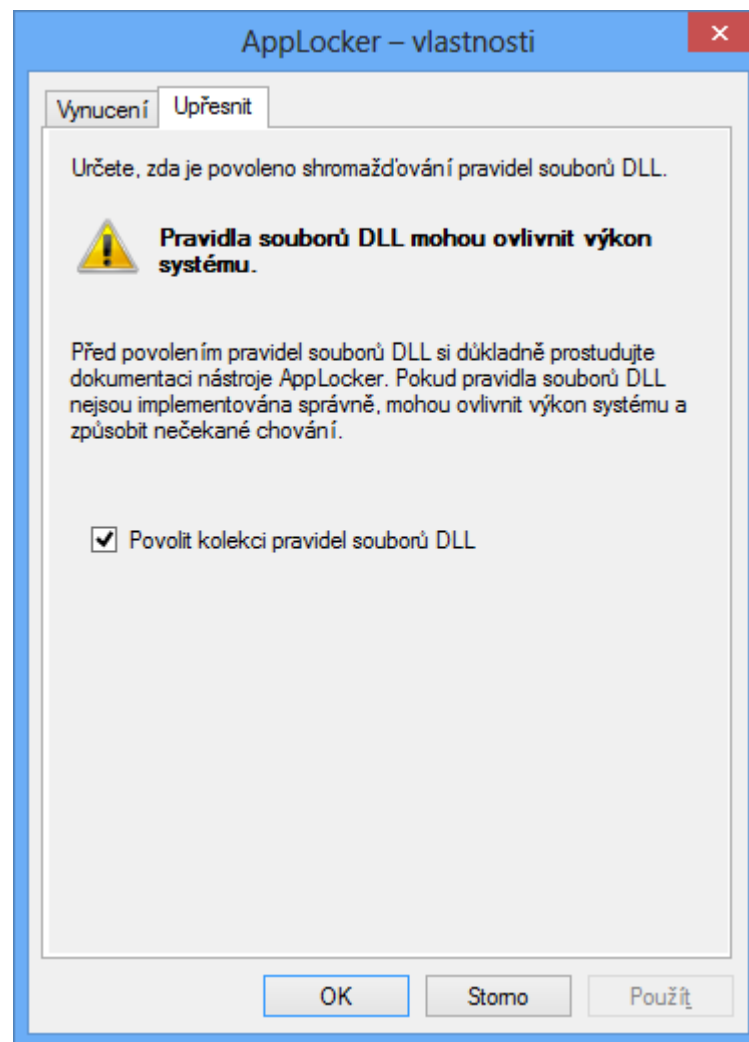 AppLocker – vlastnosti
Vynucení
Upřesnit
Určete, zda je povoleno shromažďování pravidel souborů DLL.
Pravidla souborů DLL mohou ovlivnit výkon
systému.
Před povolením pravidel souborů DLL si důkladně prostudujte
dokumentaci nástroje AppLocker. Pokud pravidla souborů DLL
nejsou implementována správně, mohou ovlivnit výkon systému a
způsobit nečekané chování.
Povolit kolekci pravidel souborů DLL
OK
Storno
Použít